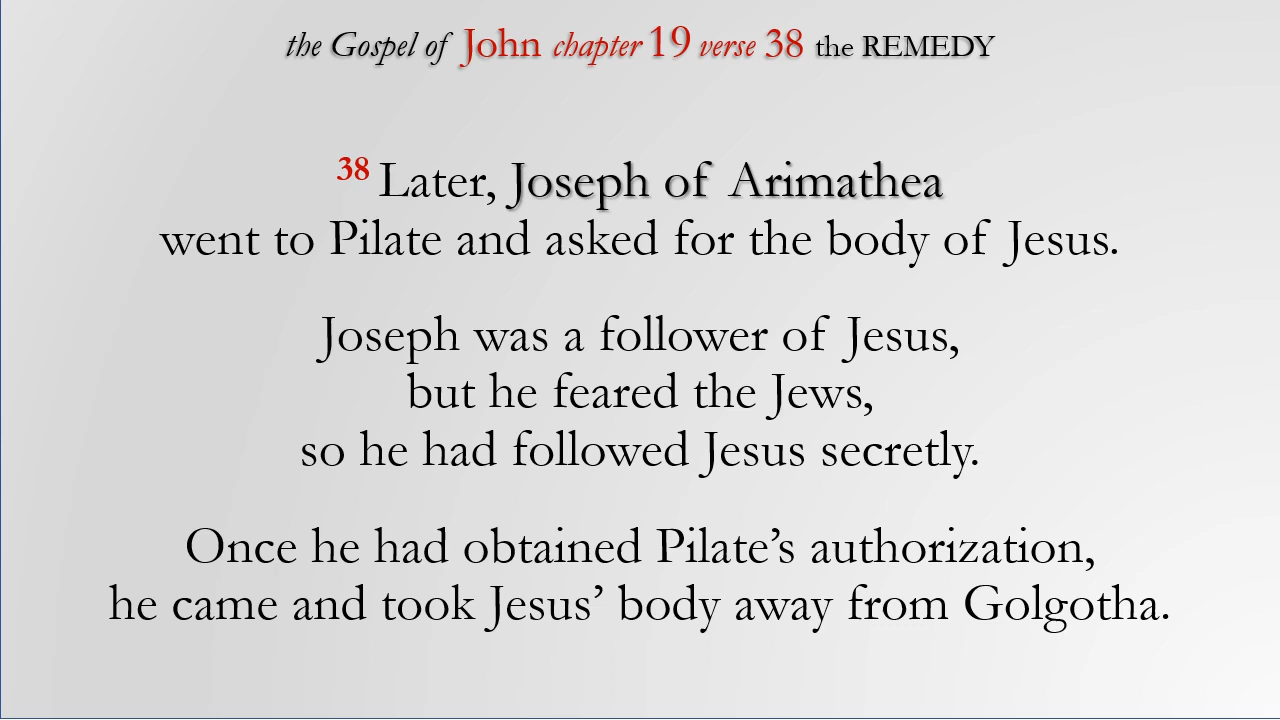 the Gospel of John chapter 19 verse 38 the REMEDY
38 Later, Joseph of Arimathea
went to Pilate and asked for the body of Jesus.
Joseph was a follower of Jesus,
but he feared the Jews,
so he had followed Jesus secretly.
Once he had obtained Pilate’s authorization,
he came and took Jesus’ body away from Golgotha.